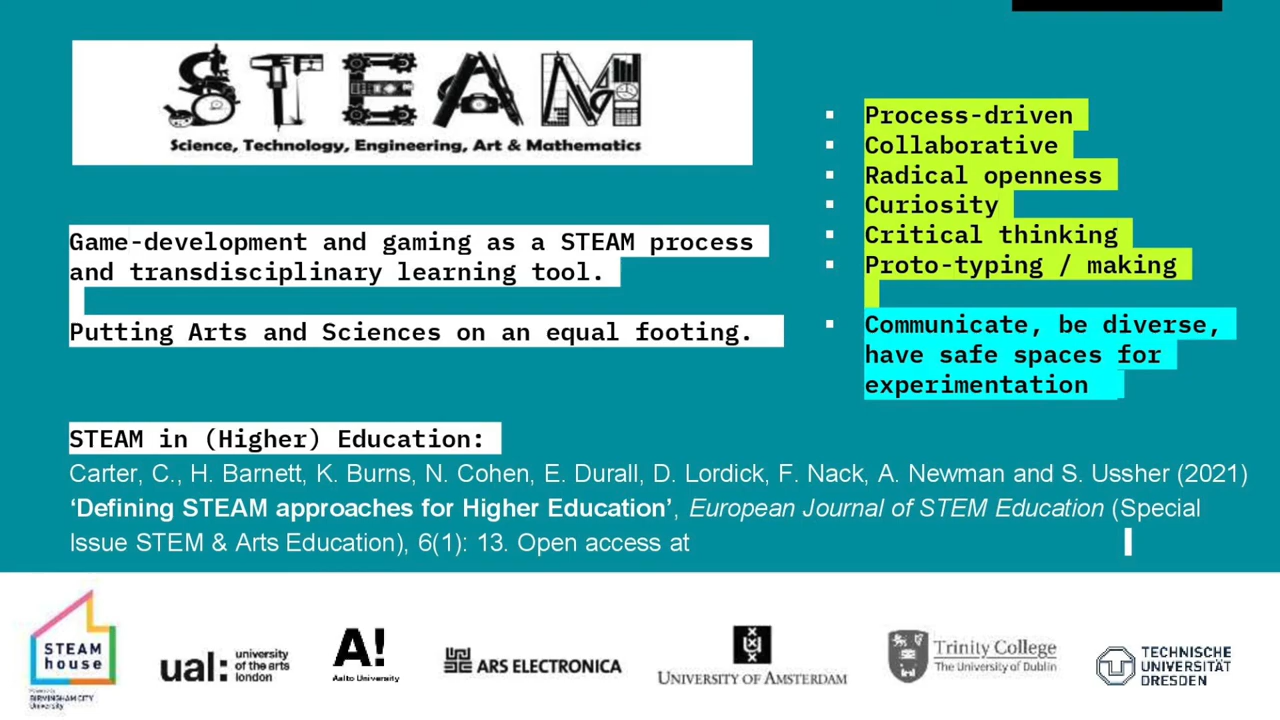 STEAM
Science, Technology, Engineering, Art & Mathematics
Game-development and gaming as a STEAM process
and transdisciplinary learning tool.
Putting Arts and Sciences on an equal footing.
▪ Process-driven
▪ Collaborative
▪ Radical openness
▪ Curiosity
▪ Critical thinking
▪ Proto-typing / making
▪ Communicate, be diverse,
have safe spaces for
experimentation
STEAM in (Higher) Education:
Carter, C., H. Barnett, K. Burns, N. Cohen, E. Durall, D. Lordick, F. Nack, A. Newman and S. Ussher (2021)
‘Defining STEAM approaches for Higher Education’, European Journal of STEM Education (Special
Issue STEM & Arts Education), 6(1): 13. Open access at
STEAM
house
Powered by
BIRMINGHAM CITY
University
ual:
university
of the arts
london
A!
Aalto University
ARS ELECTRONICA
UNIVERSITY OF AMSTERDAM
Trinity College
The University of Dublin
TECHNISCHE
UNIVERSITÄT
DRESDEN